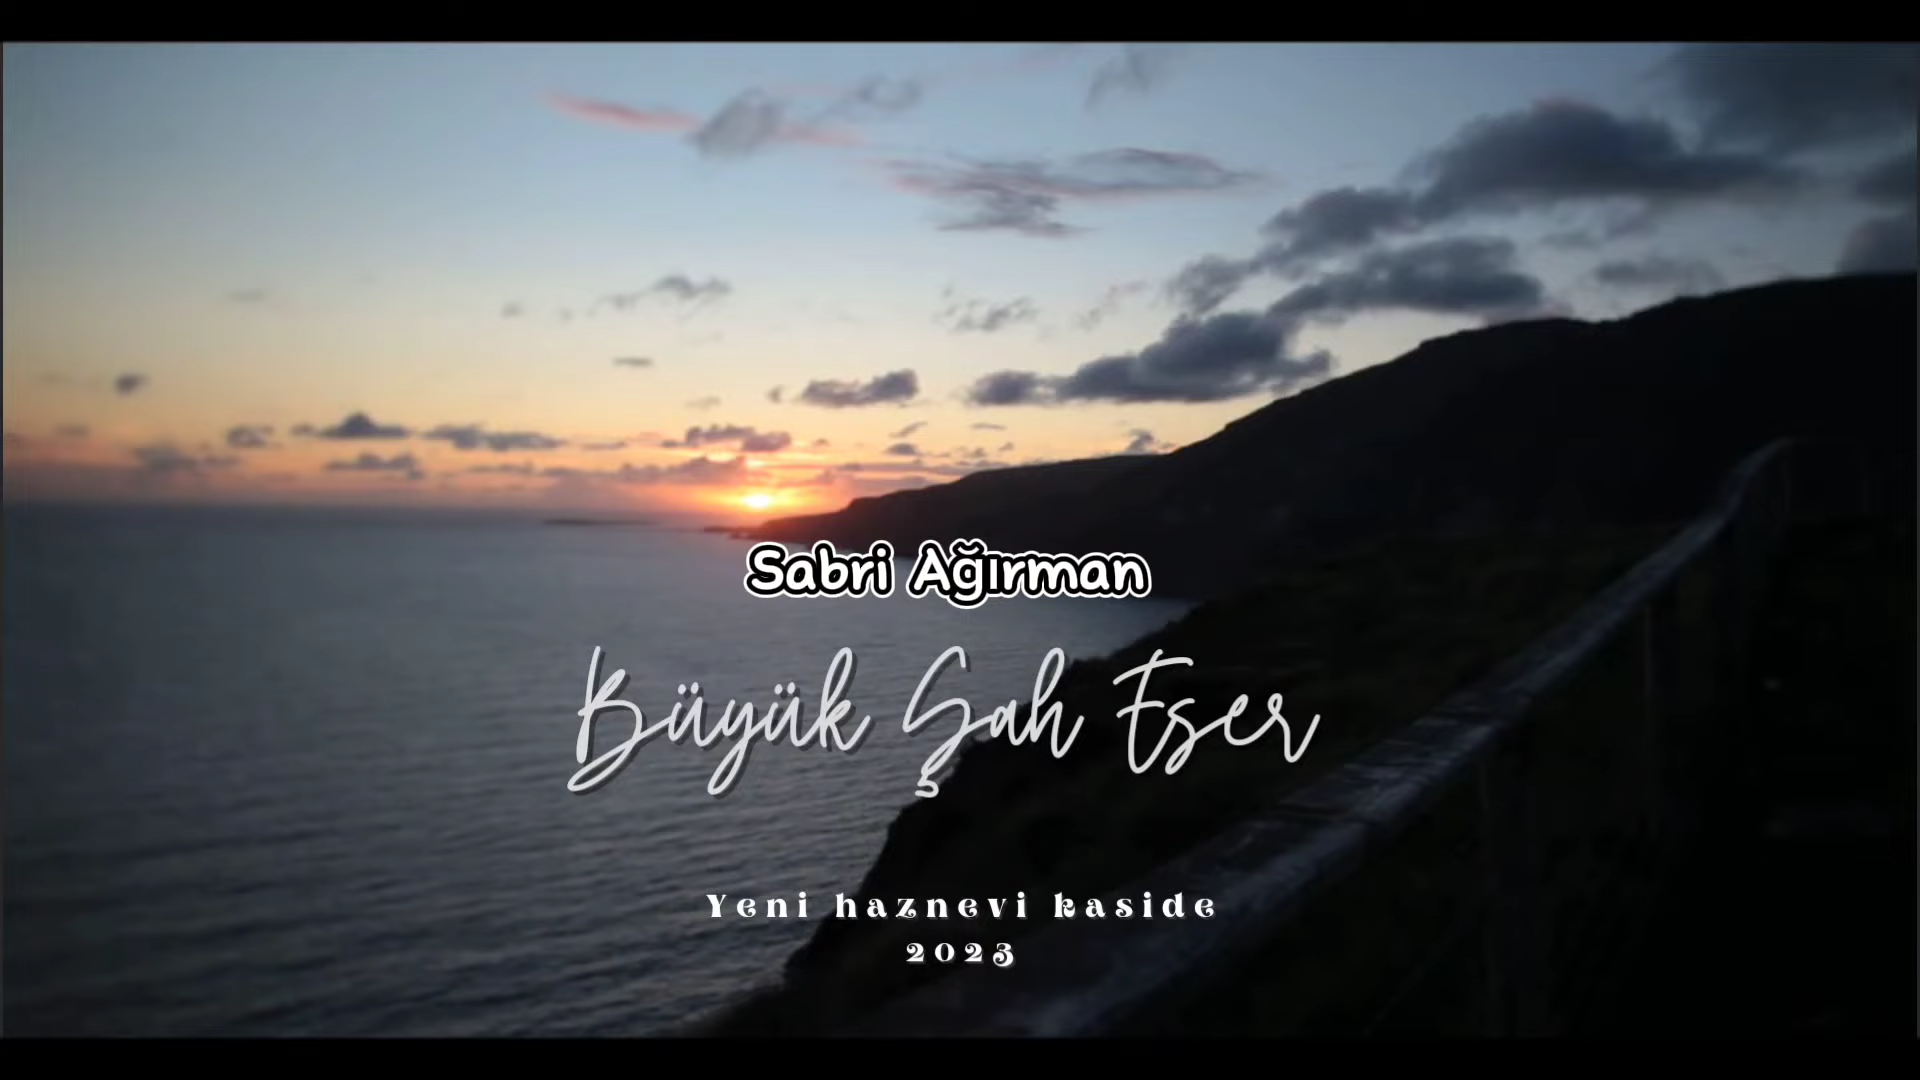 Sabri Ağırman
Büyük Şah Eser
Yeni haznevi kaside
2023